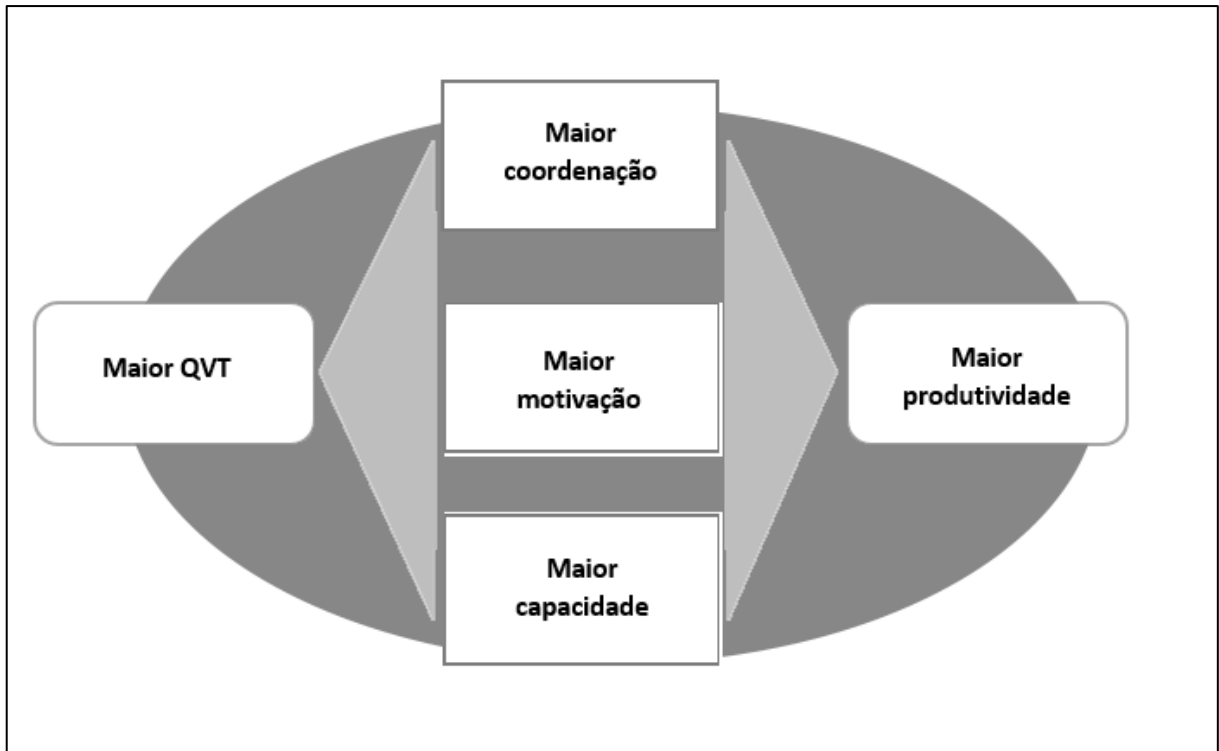 Maior
coordenação
Maior QVT
Maior
motivação
Maior
produtividade
Maior
capacidade